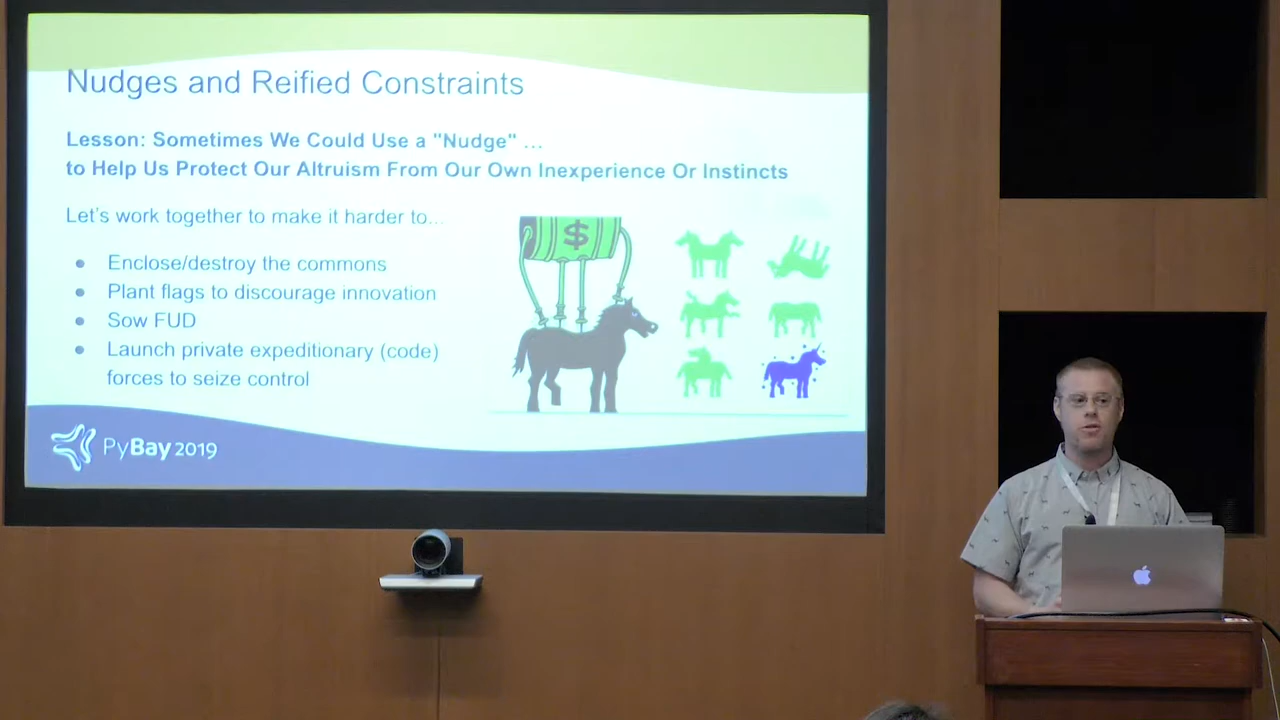 Nudges and Reified Constraints
Lesson: Sometimes We Could Use a "Nudge" ...
to Help Us Protect Our Altruism From Our Own Inexperience Or Instincts
Let's work together to make it harder to...
Enclose/destroy the commons
Plant flags to discourage innovation
Sow FUD
Launch private expeditionary (code)
forces to seize control
$
PyBay 2019